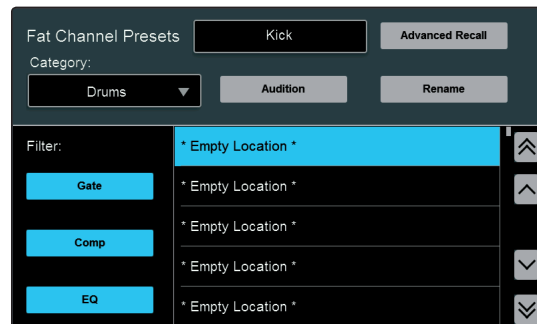 Fat Channel Presets
Kick
Advanced Recall
Category:
Drums
Audition
Rename
Filter:
* Empty Location *
Gate
* Empty Location *
* Empty Location *
Comp
* Empty Location *
EQ
* Empty Location *